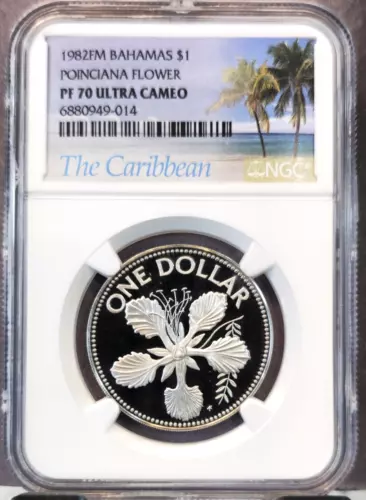 1982FM BAHAMAS $1
POINCIANA FLOWER
PF 70 ULTRA CAMEO
6880949-014
The Caribbean
NGC
ONE DOLLAR